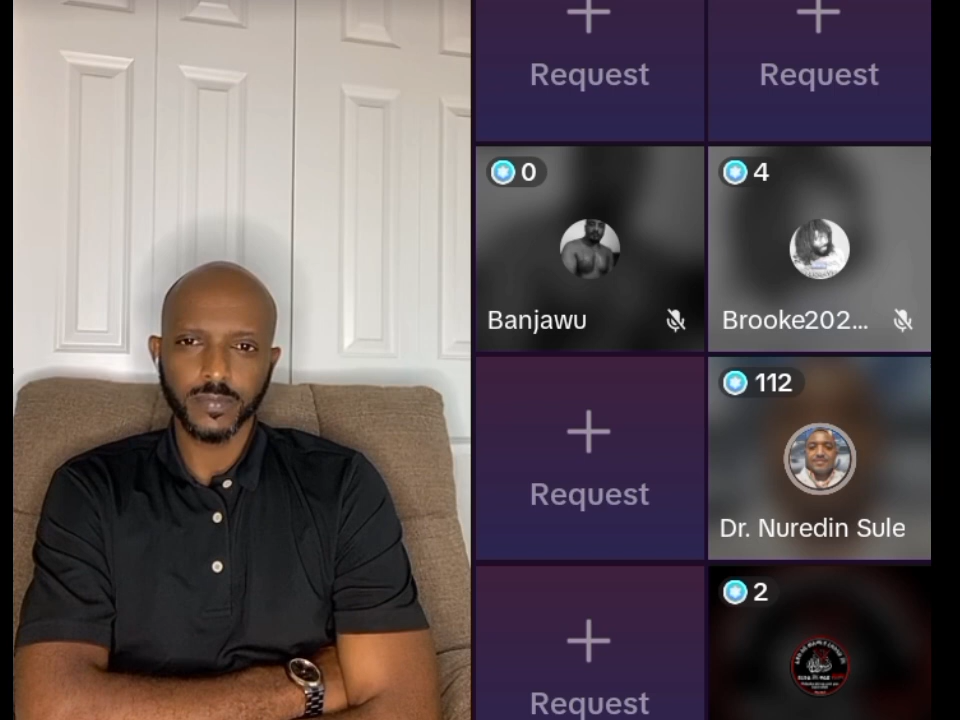 Request
Request
0
4
Banjawu
Brooke202...
112
Request
Dr. Nuredin Sule
2
Request